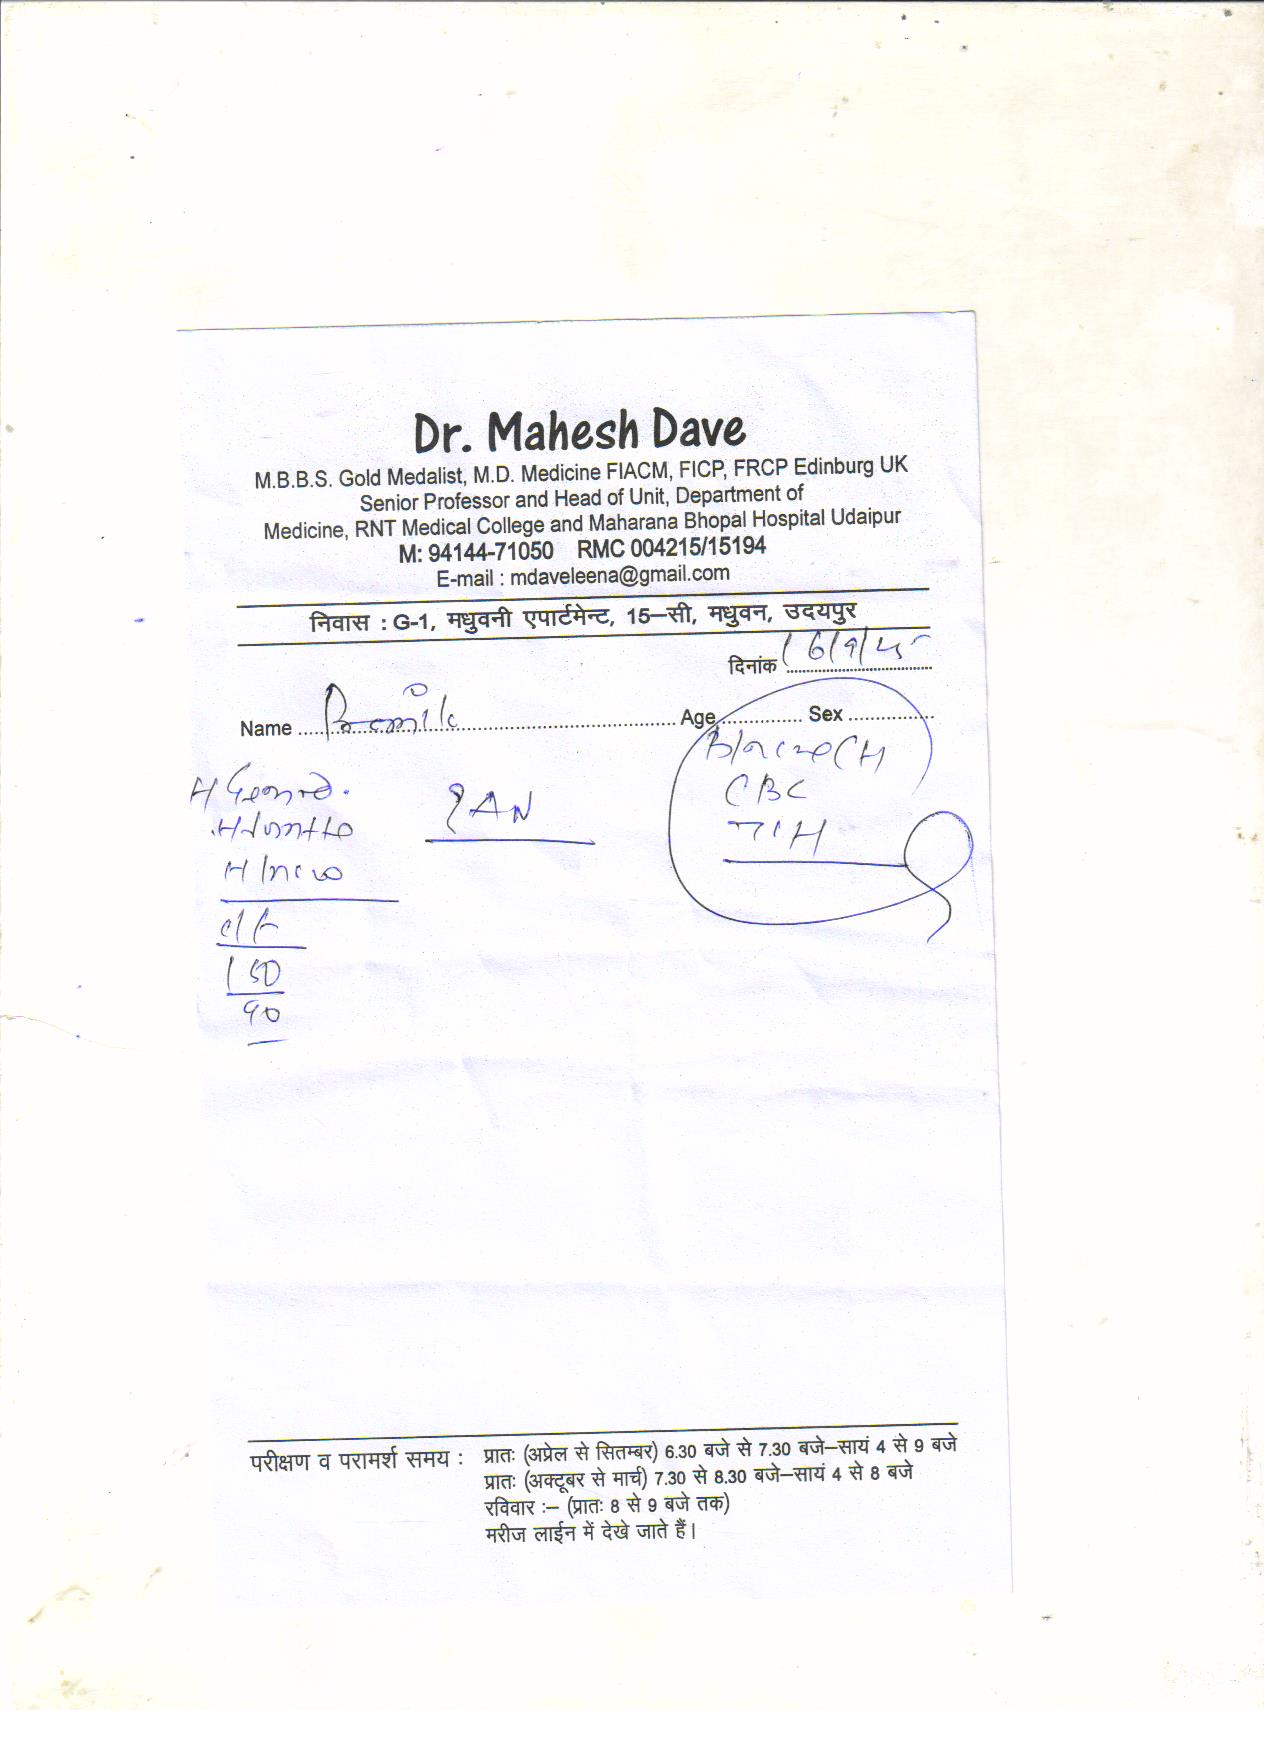 Dr. Mahesh Dave
M.B.B.S. Gold Medalist, M.D. Medicine FIACM, FICP, FRCP Edinburg UK
Senior Professor and Head of Unit, Department of
Medicine, RNT Medical College and Maharana Bhopal Hospital Udaipur
M: 94144-71050 RMC 004215/15194
E-mail : mdaveleena@gmail.com
निवास : G-1, मधुवनी एपार्टमेन्ट, 15–सी, मधुवन, उदयपुर
दिनांक
Name Age Sex
CBC
150
90
परीक्षण व परामर्श समय : प्रातः (अप्रेल से सितम्बर) 6.30 बजे से 7.30 बजे–सायं 4 से 9 बजे
प्रातः (अक्टूबर से मार्च) 7.30 से 8.30 बजे–सायं 4 से 8 बजे
रविवार :– (प्रातः 8 से 9 बजे तक)
मरीज लाईन में देखे जाते हैं।